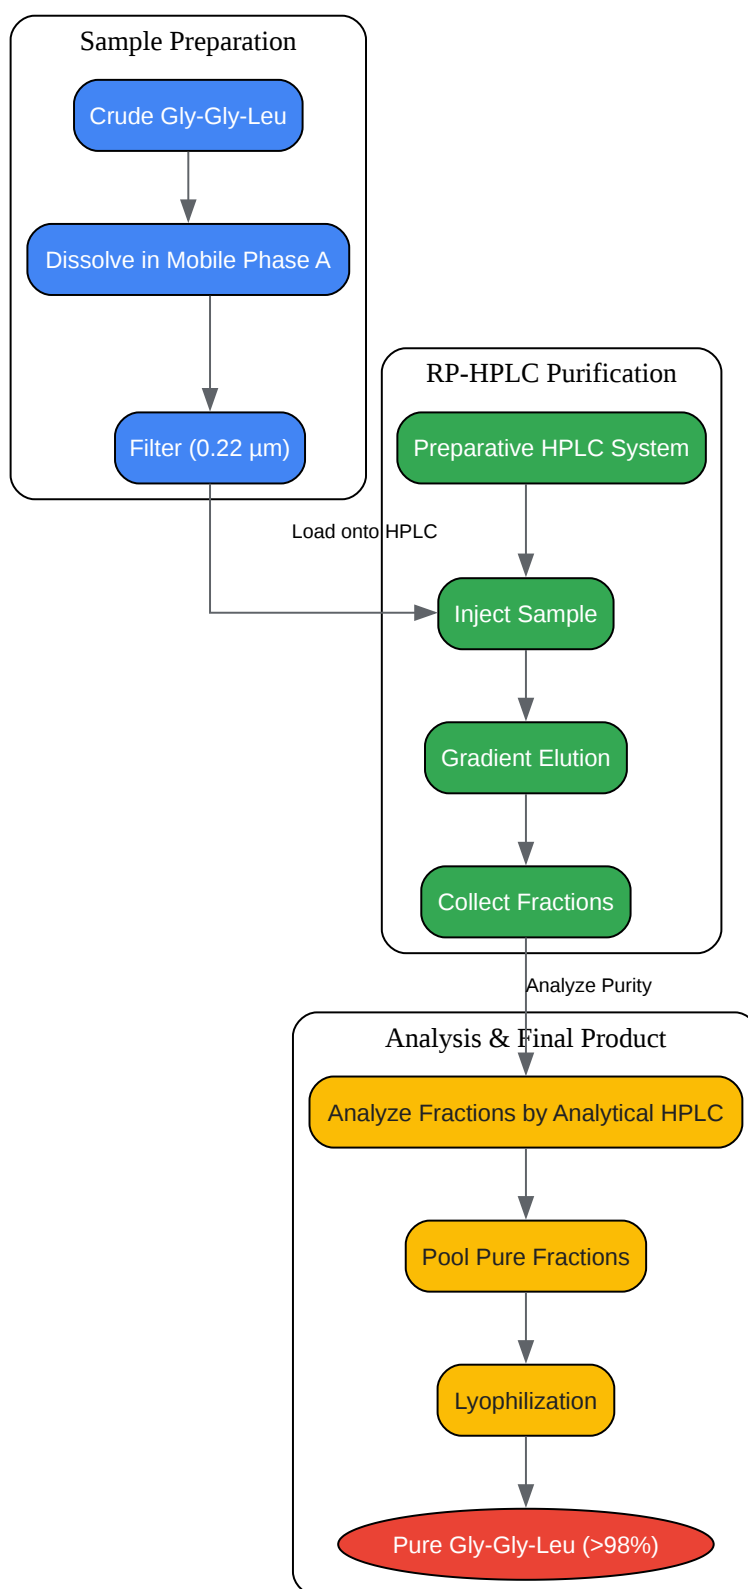 Sample Preparation
Crude Gly-Gly-Leu
Dissolve in Mobile Phase A
Filter (0.22 µm)
Load onto HPLC
RP-HPLC Purification
Preparative HPLC System
Inject Sample
Gradient Elution
Collect Fractions
Analyze Purity
Analysis & Final Product
Analyze Fractions by Analytical HPLC
Pool Pure Fractions
Lyophilization
Pure Gly-Gly-Leu (>98%)